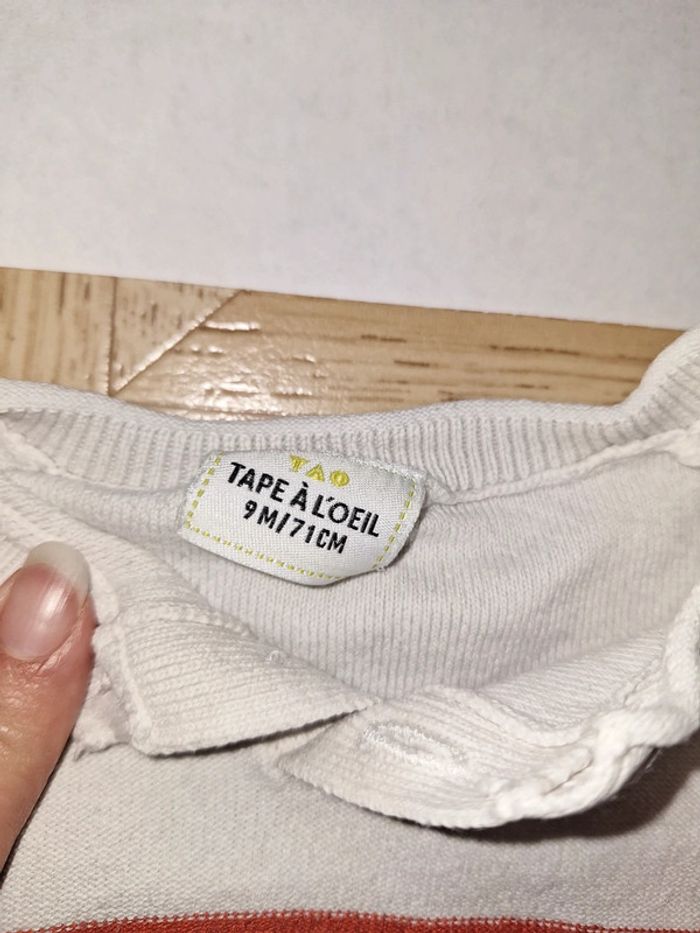 TAO
TAPE À L'OEIL
9M/71CM